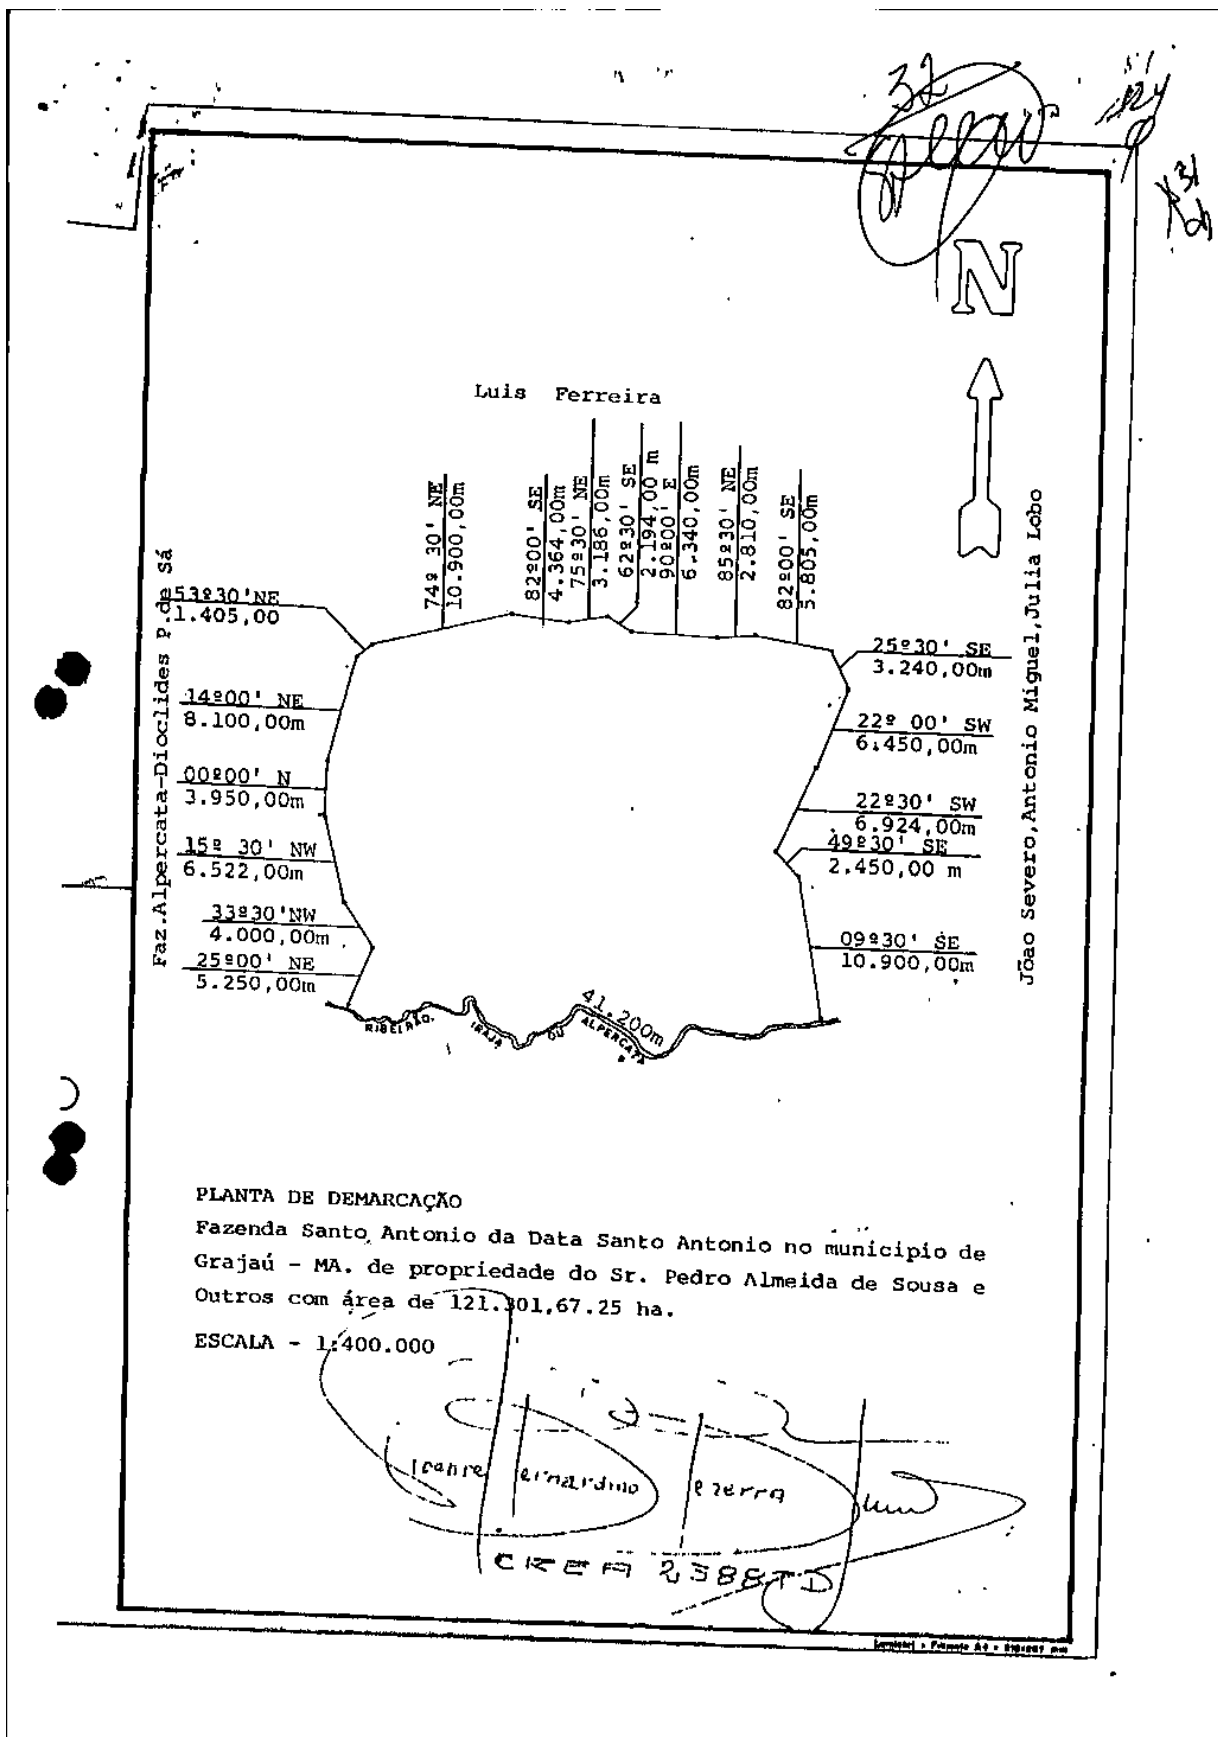 32
N
Luis Ferreira
74º 30' NE
10.900,00m
82º00' SE
4.364,00m
75º30' NE
3.186,00m
62º30' SE
2.194,00 m
90º00' E
6.340,00m
85º30' NE
2.810,00m
82º00' SE
5.805,00m
Faz.Alpercata-Dioclides P.de Sá
53º30'NE
1.405,00
14º00' NE
8.100,00m
00º00' N
3.950,00m
15º 30' NW
6.522,00m
33º30'NW
4.000,00m
25º00' NE
5.250,00m
25º30' SE
3.240,00m
22º 00' SW
6.450,00m
22º30' SW
6.924,00m
49º30' SE
2.450,00 m
09º30' SE
10.900,00m
João Severo,Antonio Miguel,Julia Lobo
41.200m
RIBEIRÃO. IRAJA OU ALPERCATA
PLANTA DE DEMARCAÇÃO
Fazenda Santo Antonio da Data Santo Antonio no município de
Grajaú - MA. de propriedade do Sr. Pedro Almeida de Sousa e
Outros com área de 121.301,67.25 ha.
ESCALA - 1:400.000
Bernardino Bezerra
CREA 2388TD